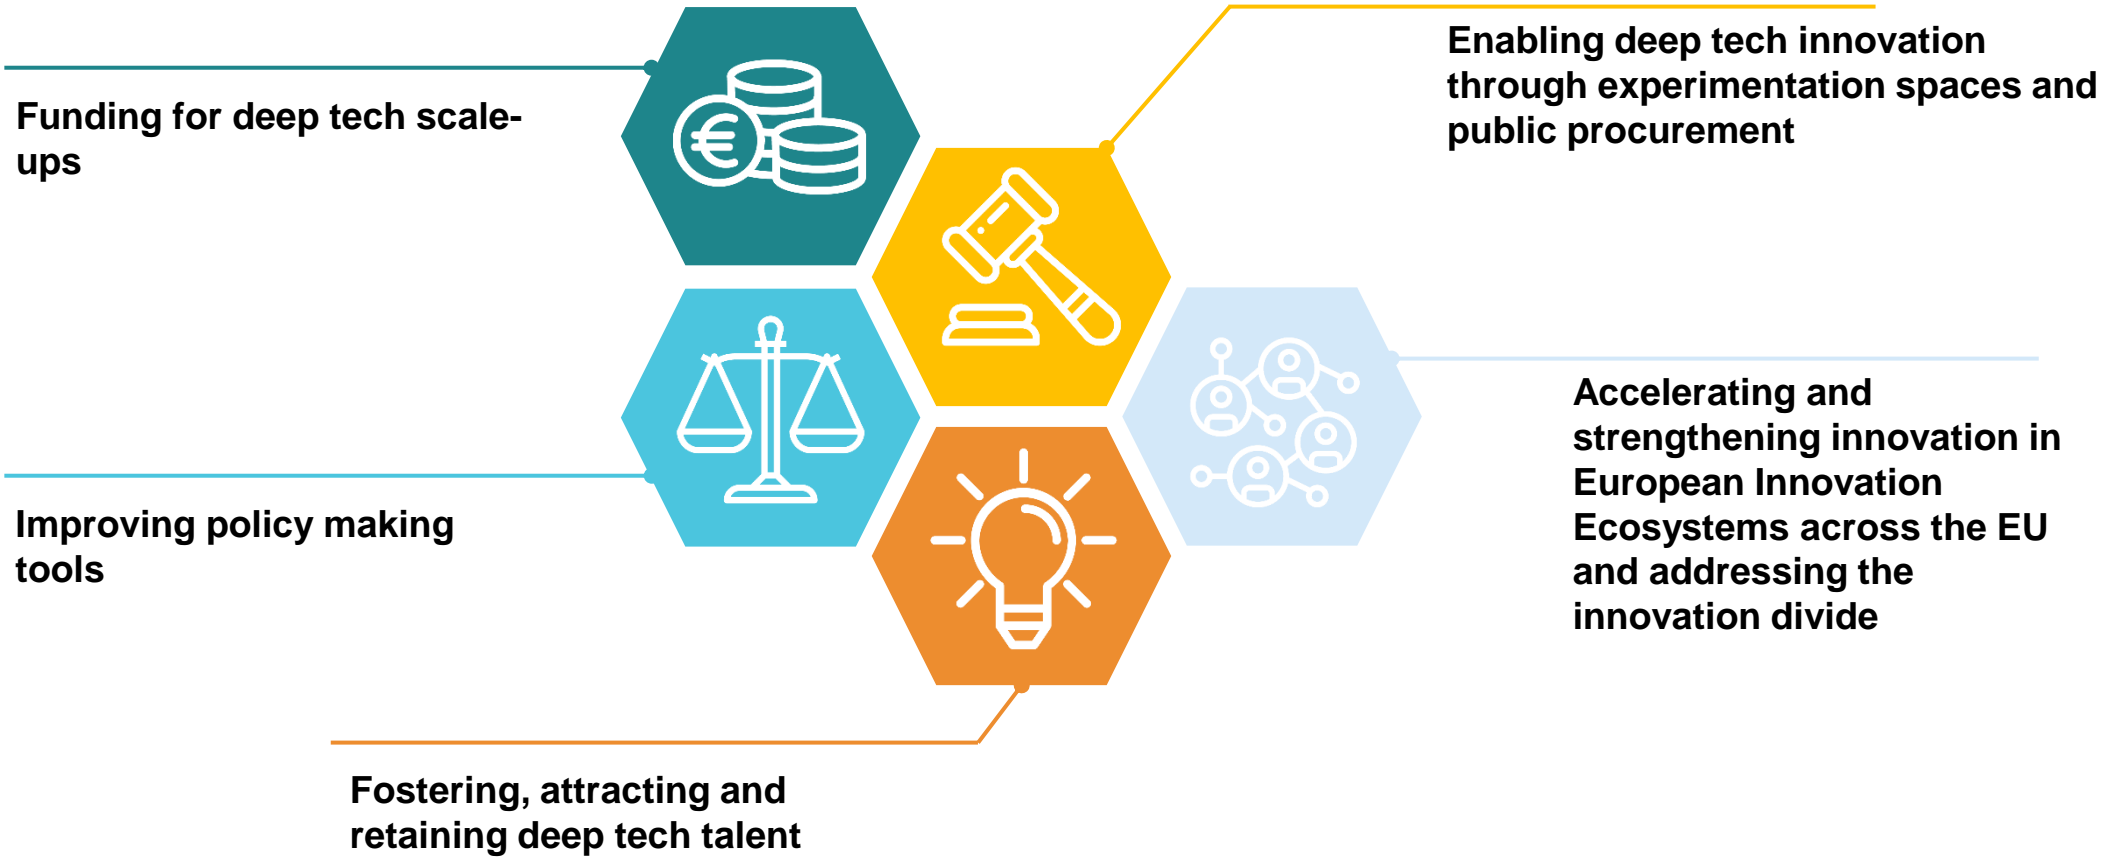 Funding for deep tech scale-
ups
Enabling deep tech innovation
through experimentation spaces and
public procurement
Improving policy making
tools
Accelerating and
strengthening innovation in
European Innovation
Ecosystems across the EU
and addressing the
innovation divide
Fostering, attracting and
retaining deep tech talent